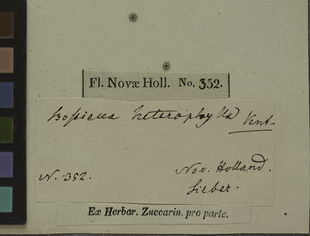 Fl. Novæ Holl. No. 352.
Bossiaea heterophylla Vent.
N. 352.
Nov. Holland.
Sieber.
Ex Herbar. Zuccarin. pro parte.